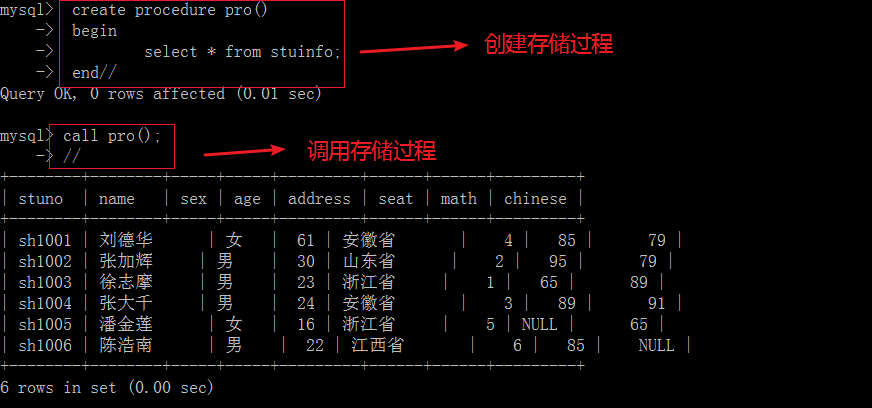 mysql> create procedure pro()
-> begin
-> select * from stuinfo; 创建存储过程
-> end//
Query OK, 0 rows affected (0.01 sec)
mysql> call pro();
-> // 调用存储过程
+--------+--------+-----+-----+---------+------+------+---------+
| stuno | name | sex | age | address | seat | math | chinese |
+--------+--------+-----+-----+---------+------+------+---------+
| sh1001 | 刘德华 | 女 | 61 | 安徽省 | 4 | 85 | 79 |
| sh1002 | 张加辉 | 男 | 30 | 山东省 | 2 | 95 | 79 |
| sh1003 | 徐志摩 | 男 | 23 | 浙江省 | 1 | 65 | 89 |
| sh1004 | 张大千 | 男 | 24 | 安徽省 | 3 | 89 | 91 |
| sh1005 | 潘金莲 | 女 | 16 | 浙江省 | 5 | NULL | 65 |
| sh1006 | 陈浩南 | 男 | 22 | 江西省 | 6 | 85 | NULL |
+--------+--------+-----+-----+---------+------+------+---------+
6 rows in set (0.00 sec)